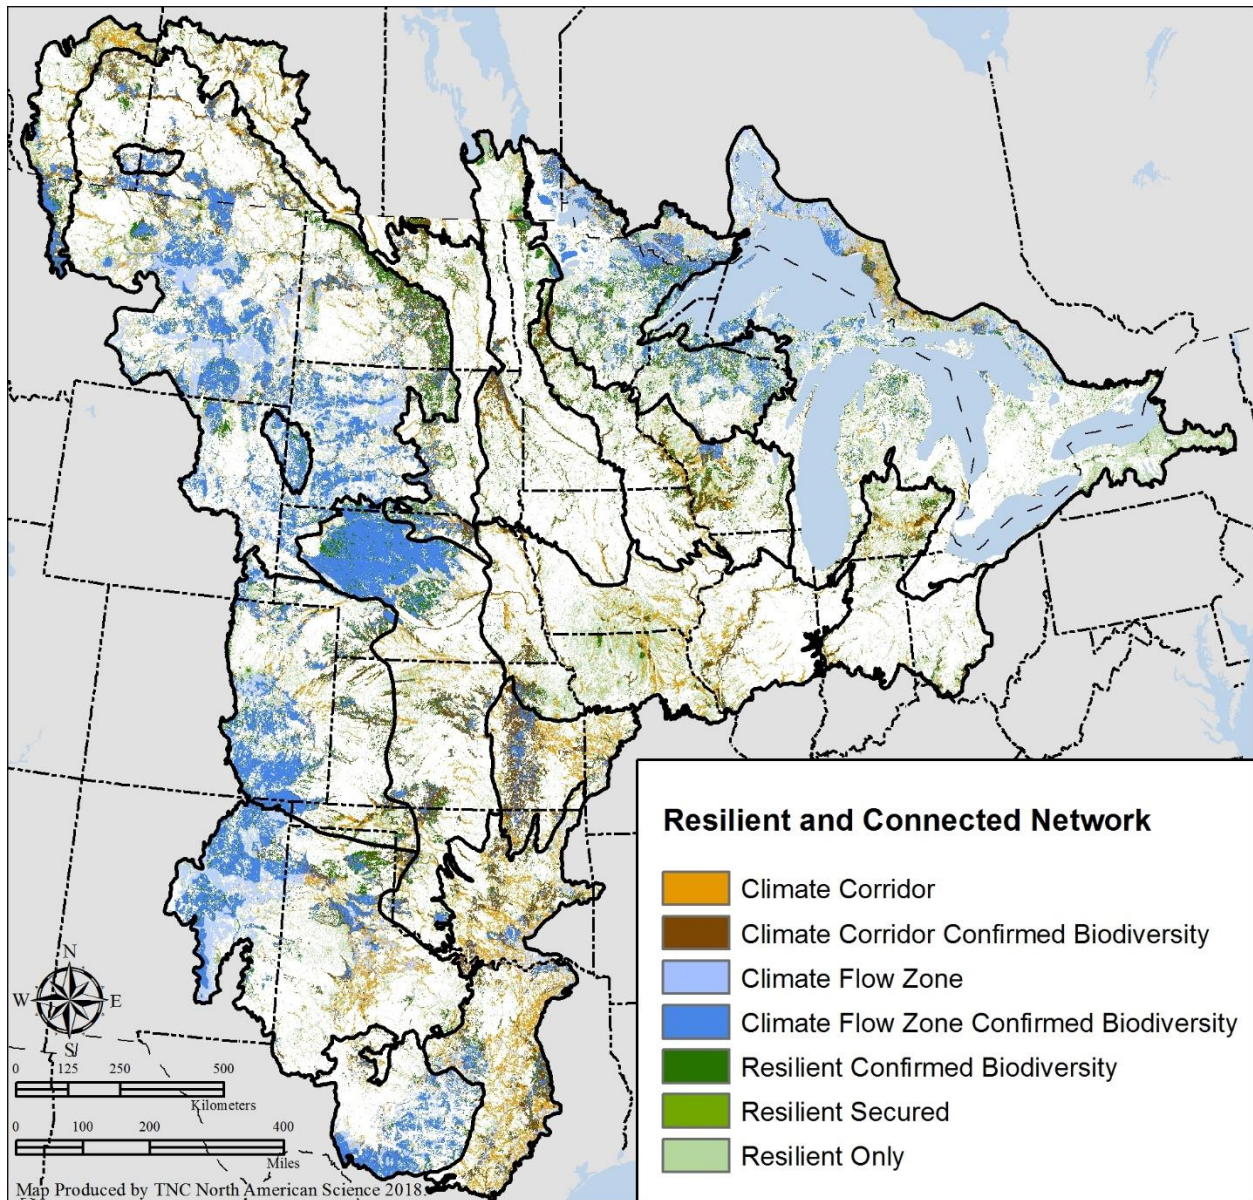 Resilient and Connected Network
Climate Corridor
Climate Corridor Confirmed Biodiversity
Climate Flow Zone
Climate Flow Zone Confirmed Biodiversity
Resilient Confirmed Biodiversity
Resilient Secured
Resilient Only
N
W E
S
0 125 250 500
Kilometers
0 100 200 400
Miles
Map Produced by TNC North American Science 2018.